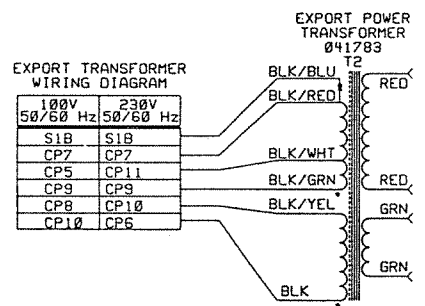 EXPORT POWER
TRANSFORMER
041783
T2
EXPORT TRANSFORMER
WIRING DIAGRAM
100V 230V
50/60 Hz 50/60 Hz
S1B S1B
CP7 CP7
CP5 CP11
CP9 CP9
CP8 CP10
CP10 CP6
BLK/BLU
BLK/RED
BLK/WHT
BLK/GRN
BLK/YEL
BLK
RED
RED
GRN
GRN